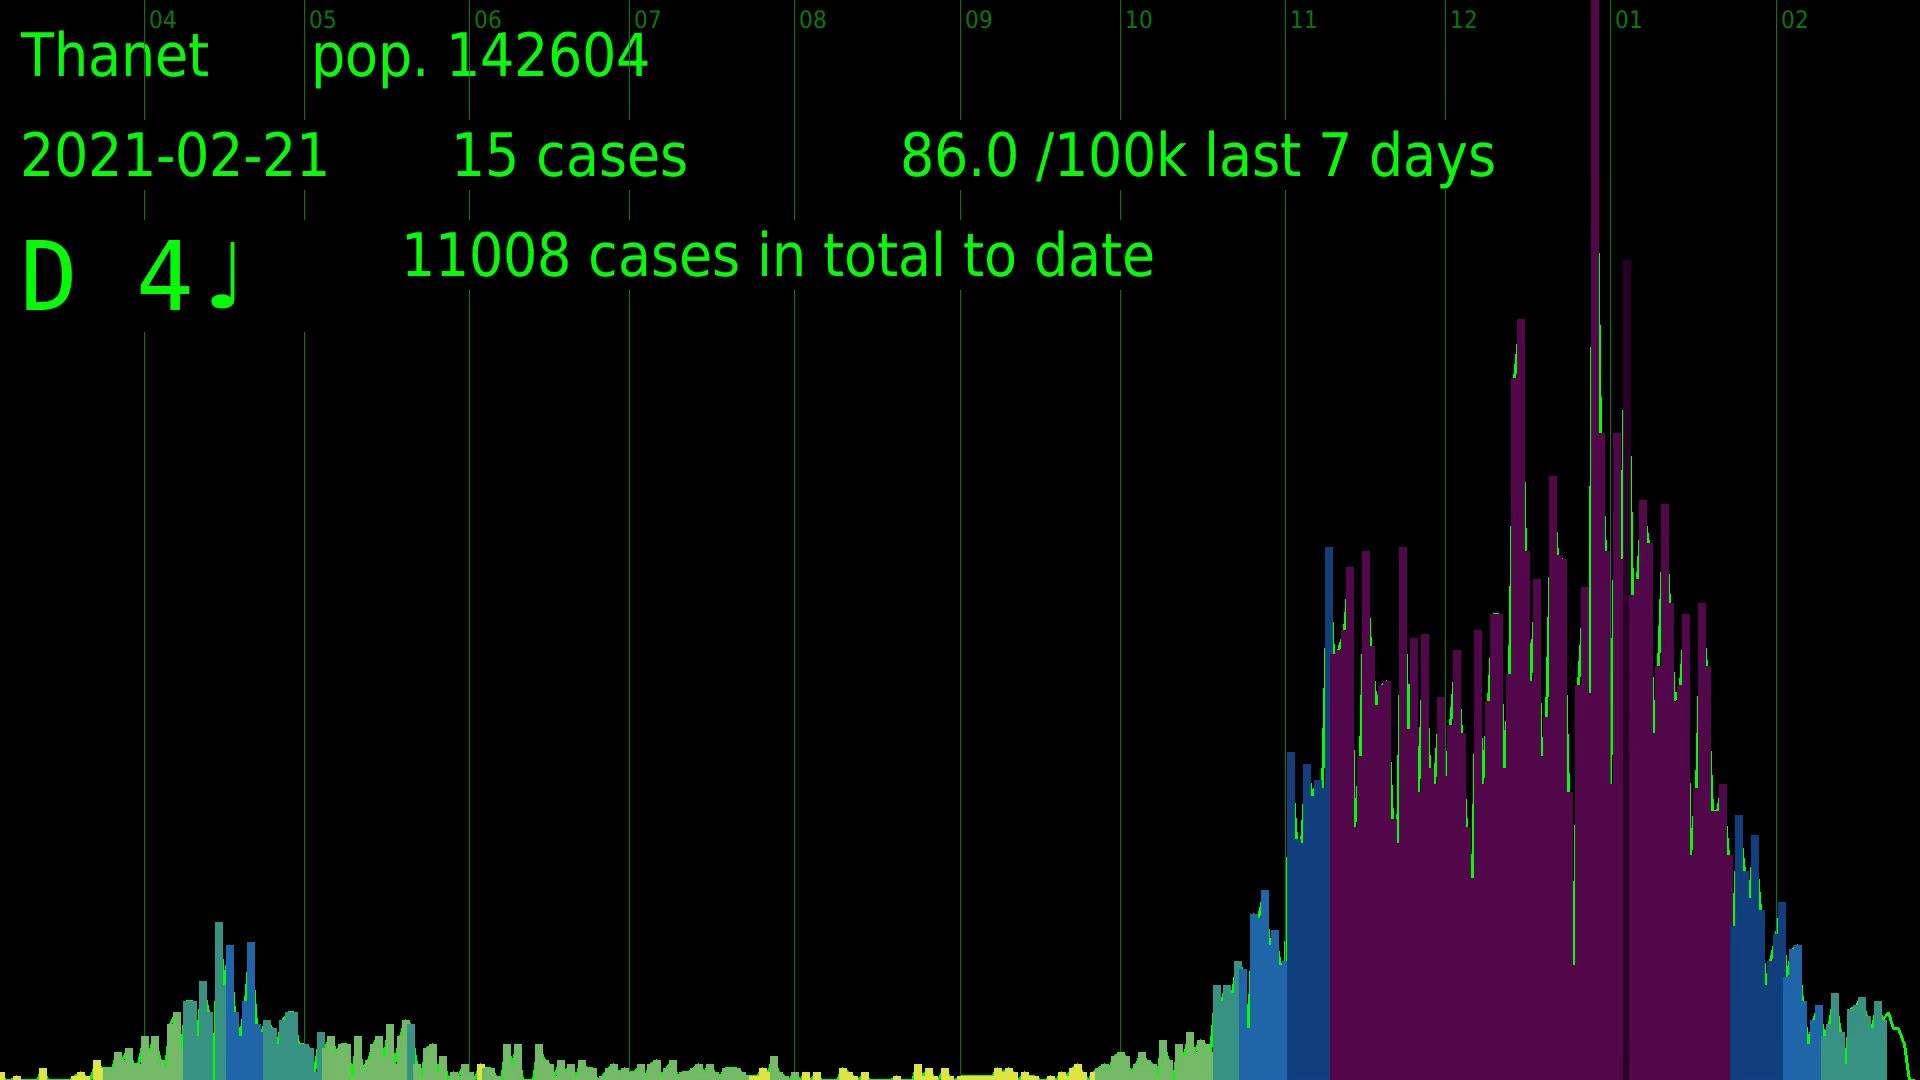 04 05 06 07 08 09 10 11 12 01 02
Thanet pop. 142604
2021-02-21 15 cases 86.0 /100k last 7 days
D 4♩ 11008 cases in total to date